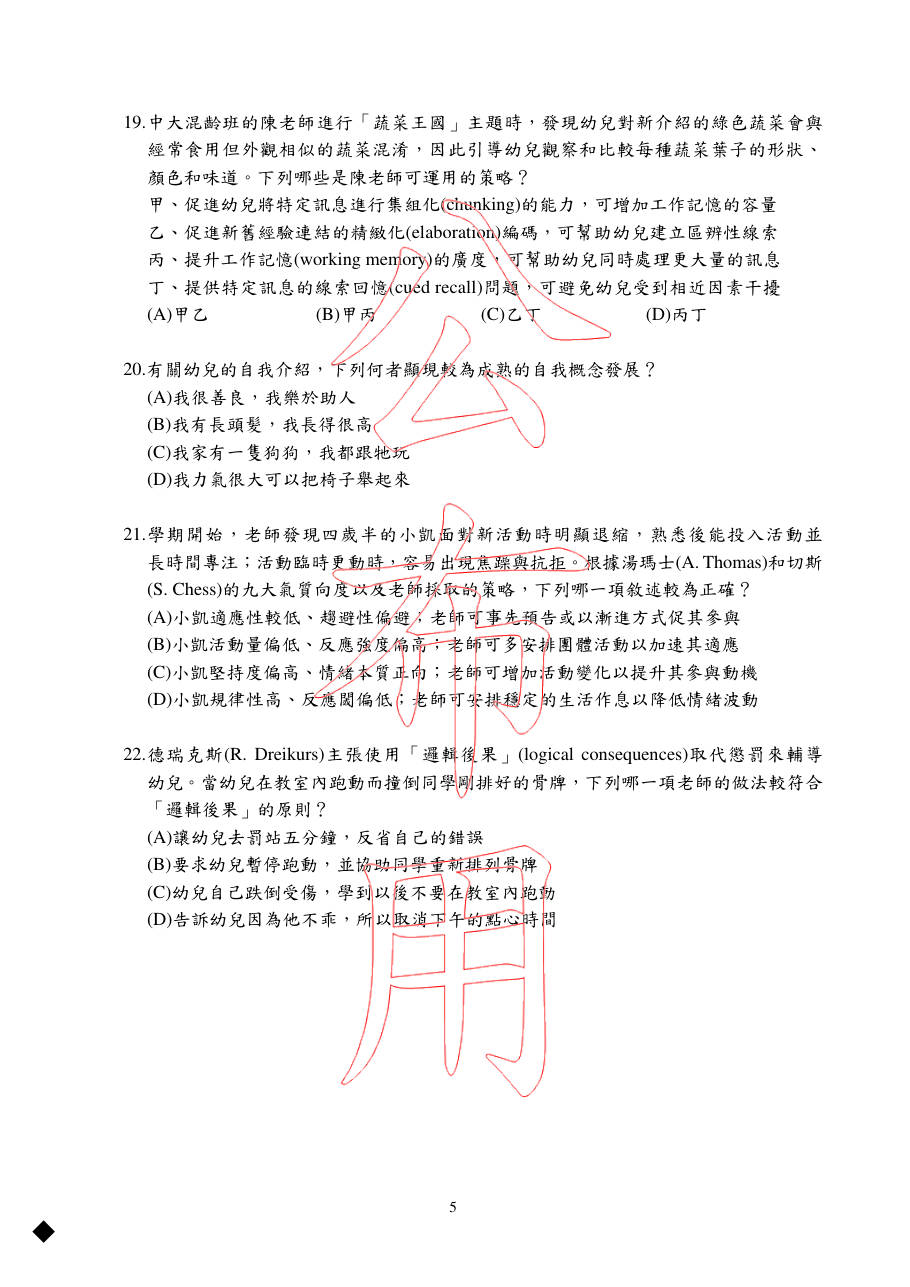 19.中大混齡班的陳老師進行「蔬菜王國」主題時，發現幼兒對新介紹的綠色蔬菜會與
經常食用但外觀相似的蔬菜混淆，因此引導幼兒觀察和比較每種蔬菜葉子的形狀、
顏色和味道。下列哪些是陳老師可運用的策略？
甲、促進幼兒將特定訊息進行集組化(chunking)的能力，可增加工作記憶的容量
乙、促進新舊經驗連結的精緻化(elaboration)編碼，可幫助幼兒建立區辨性線索
丙、提升工作記憶(working memory)的廣度，可幫助幼兒同時處理更大量的訊息
丁、提供特定訊息的線索回憶(cued recall)問題，可避免幼兒受到相近因素干擾
(A)甲乙 (B)甲丙 (C)乙丁 (D)丙丁
20.有關幼兒的自我介紹，下列何者顯現較為成熟的自我概念發展？
(A)我很善良，我樂於助人
(B)我有長頭髮，我長得很高
(C)我家有一隻狗狗，我都跟牠玩
(D)我力氣很大可以把椅子舉起來
21.學期開始，老師發現四歲半的小凱面對新活動時明顯退縮，熟悉後能投入活動並
長時間專注；活動臨時更動時，容易出現焦躁與抗拒。根據湯瑪士(A. Thomas)和切斯
(S. Chess)的九大氣質向度以及老師採取的策略，下列哪一項敘述較為正確？
(A)小凱適應性較低、趨避性偏避；老師可事先預告或以漸進方式促其參與
(B)小凱活動量偏低、反應強度偏高；老師可多安排團體活動以加速其適應
(C)小凱堅持度偏高、情緒本質正向；老師可增加活動變化以提升其參與動機
(D)小凱規律性高、反應閾偏低；老師可安排穩定的生活作息以降低情緒波動
22.德瑞克斯(R. Dreikurs)主張使用「邏輯後果」(logical consequences)取代懲罰來輔導
幼兒。當幼兒在教室內跑動而撞倒同學剛排好的骨牌，下列哪一項老師的做法較符合
「邏輯後果」的原則？
(A)讓幼兒去罰站五分鐘，反省自己的錯誤
(B)要求幼兒暫停跑動，並協助同學重新排列骨牌
(C)幼兒自己跌倒受傷，學到以後不要在教室內跑動
(D)告訴幼兒因為他不乖，所以取消下午的點心時間
公布用
5